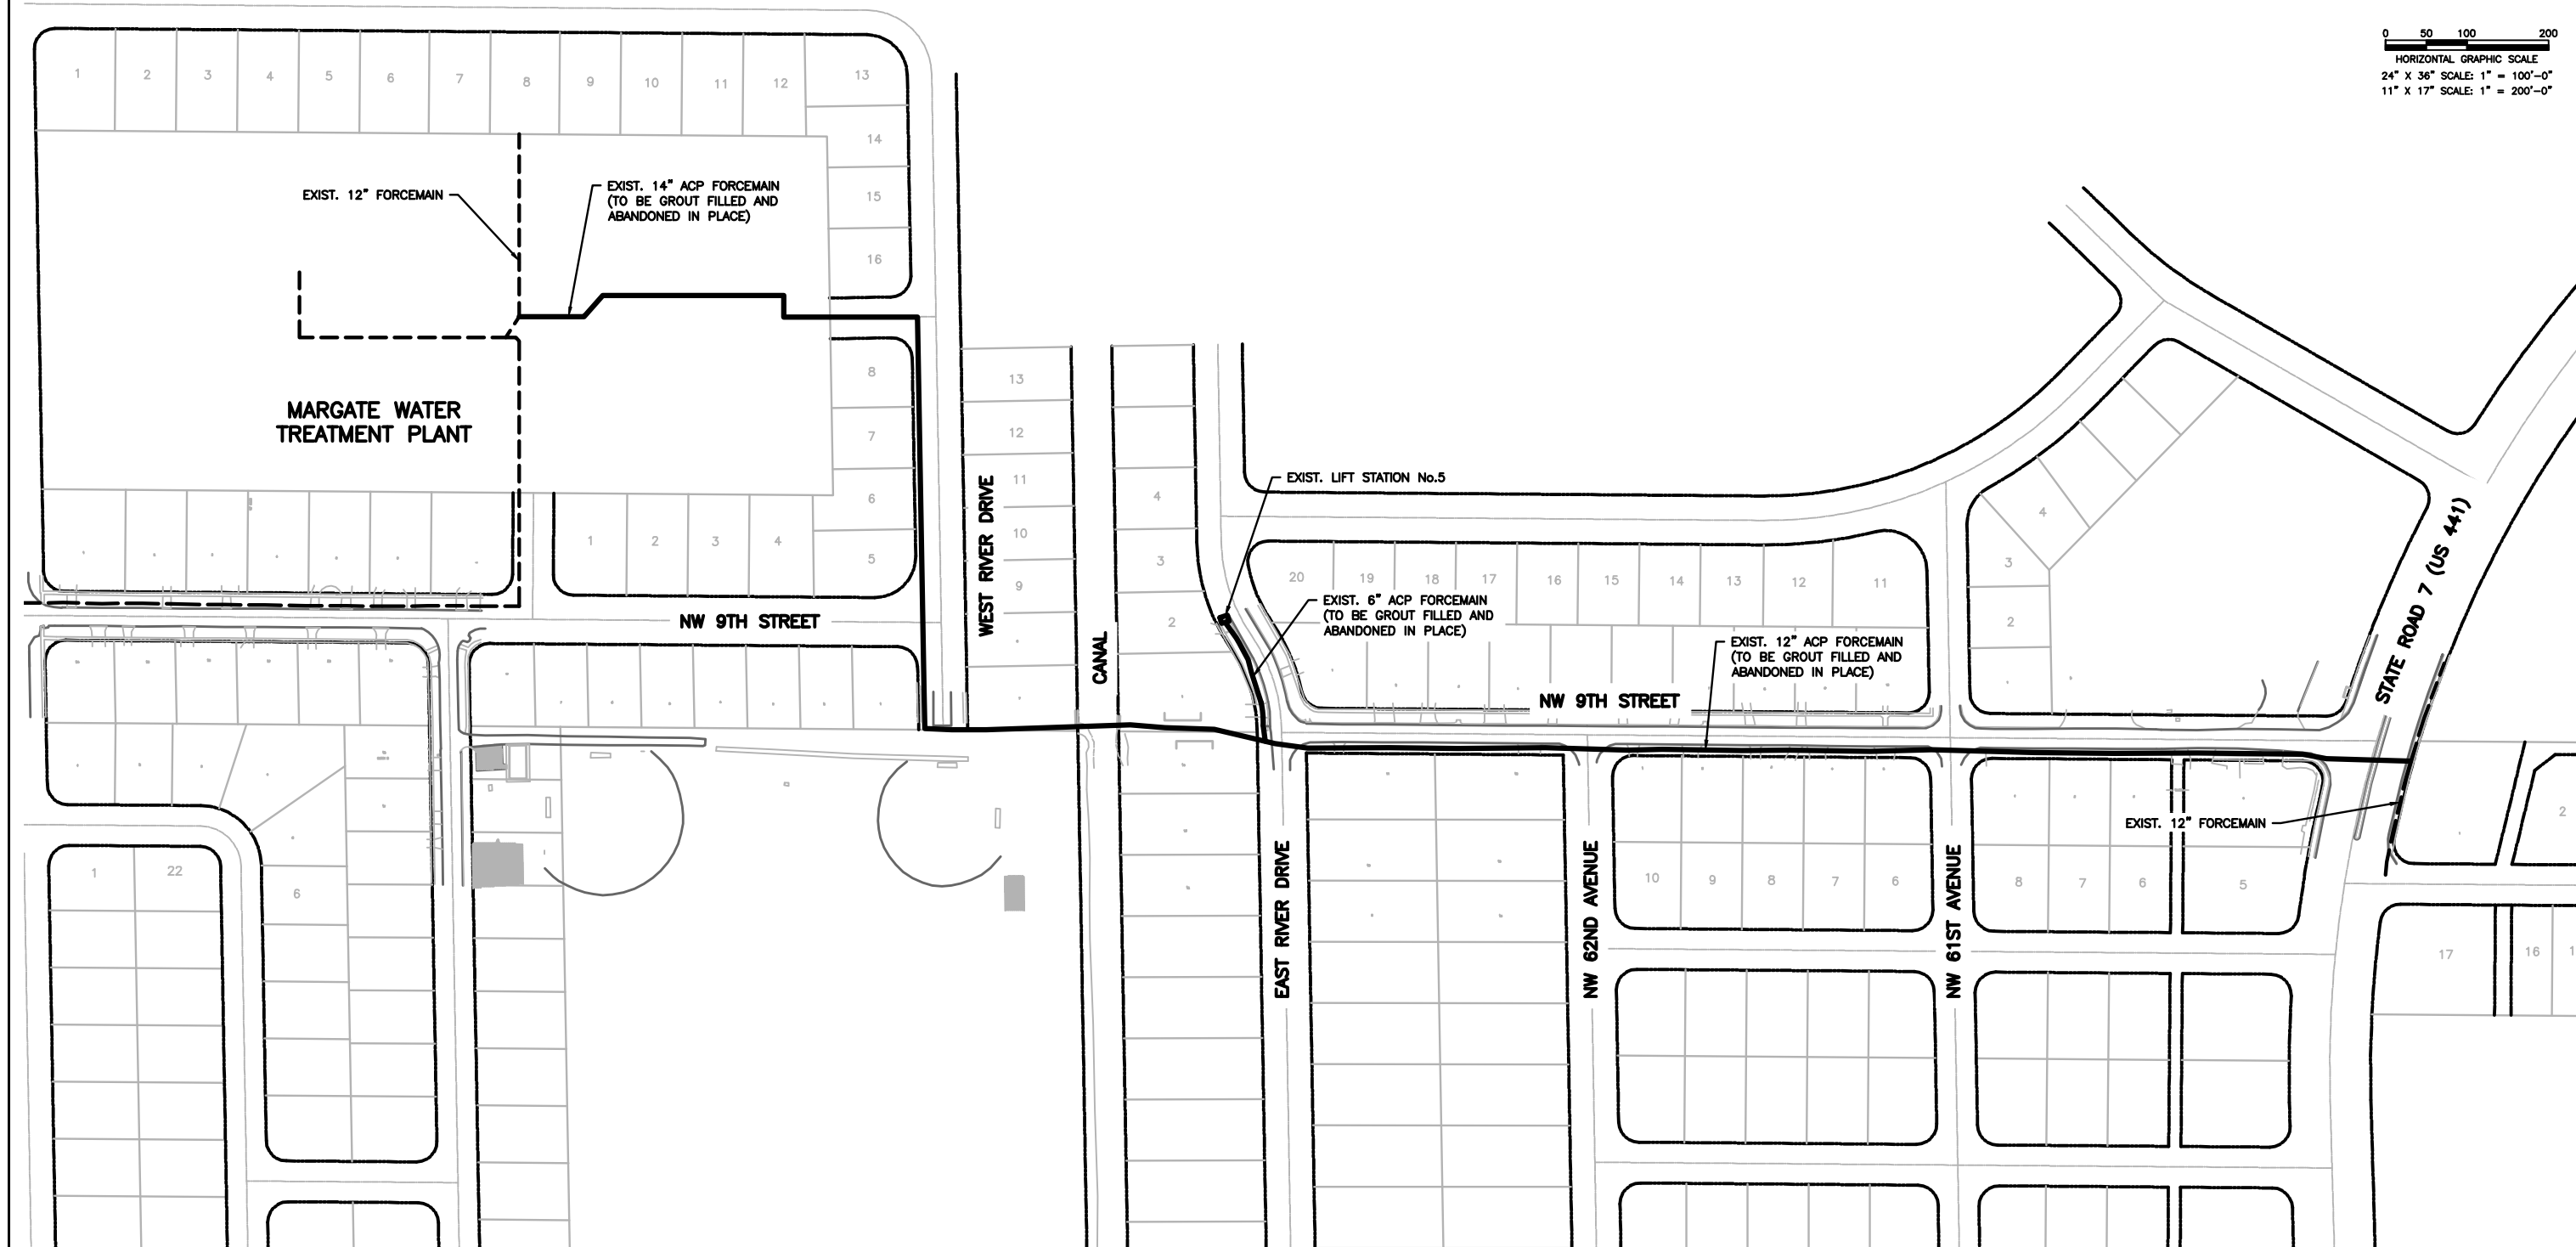 0 50 100 200
HORIZONTAL GRAPHIC SCALE
24" X 36" SCALE: 1" = 100'-0"
11" X 17" SCALE: 1" = 200'-0"
1 2 3 4 5 6 7 8 9 10 11 12 13
14
15
16
EXIST. 12" FORCEMAIN
EXIST. 14" ACP FORCEMAIN
(TO BE GROUT FILLED AND
ABANDONED IN PLACE)
MARGATE WATER
TREATMENT PLANT
8
7
6
5
1 2 3 4
NW 9TH STREET
WEST RIVER DRIVE
13
12
11
10
9
CANAL
4
3
2
EXIST. LIFT STATION No.5
20 19 18 17 16 15 14 13 12 11
EXIST. 6" ACP FORCEMAIN
(TO BE GROUT FILLED AND
ABANDONED IN PLACE)
EXIST. 12" ACP FORCEMAIN
(TO BE GROUT FILLED AND
ABANDONED IN PLACE)
NW 9TH STREET
4
3
2
STATE ROAD 7 (US 441)
EXIST. 12" FORCEMAIN
2
1 22
6
EAST RIVER DRIVE
NW 62ND AVENUE
10 9 8 7 6
NW 61ST AVENUE
8 7 6 5
17 16